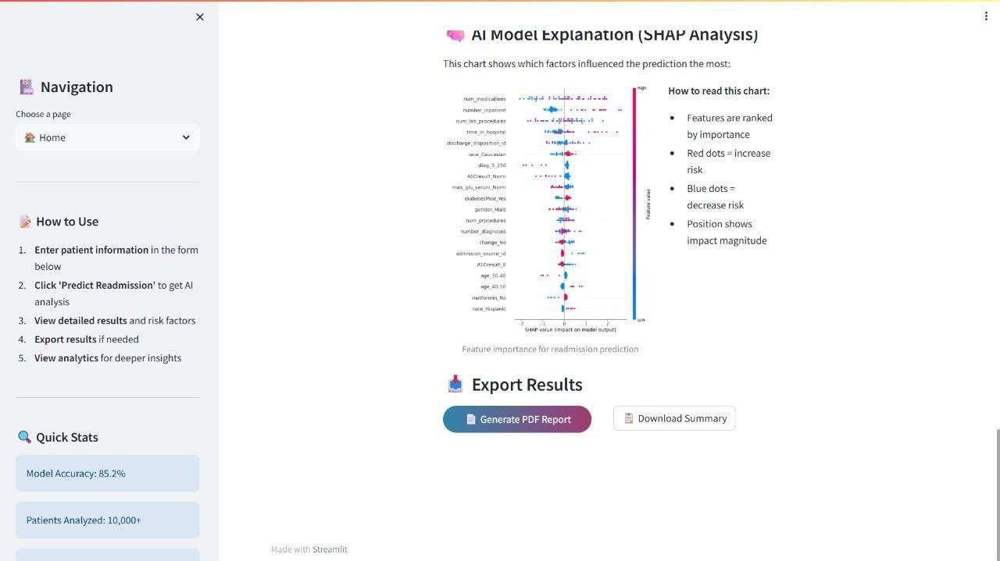 Navigation
Choose a page
Home
How to Use
1. Enter patient information in the form
below
2. Click 'Predict Readmission' to get AI
analysis
3. View detailed results and risk factors
4. Export results if needed
5. View analytics for deeper insights
Quick Stats
Model Accuracy: 85.2%
Patients Analyzed: 10,000+
AI Model Explanation (SHAP Analysis)
This chart shows which factors influenced the prediction the most:
num_medications
number_inpatient
num_lab_procedures
time_in_hospital
discharge_disposition_id
race_Caucasian
diag_3_250
A1Cresult_Norm
max_glu_serum_Norm
diabetesMed_Yes
gender_Male
num_procedures
number_diagnoses
change_No
admission_source_id
age_30-40
age_40-50
metformin_No
race_Hispanic
−2 −1 0 1 2
SHAP value (impact on model output)
High
Feature value
Low
Feature importance for readmission prediction
How to read this chart:
Features are ranked
by importance
Red dots = increase
risk
Blue dots =
decrease risk
Position shows
impact magnitude
Export Results
Generate PDF Report
Download Summary
Made with Streamlit